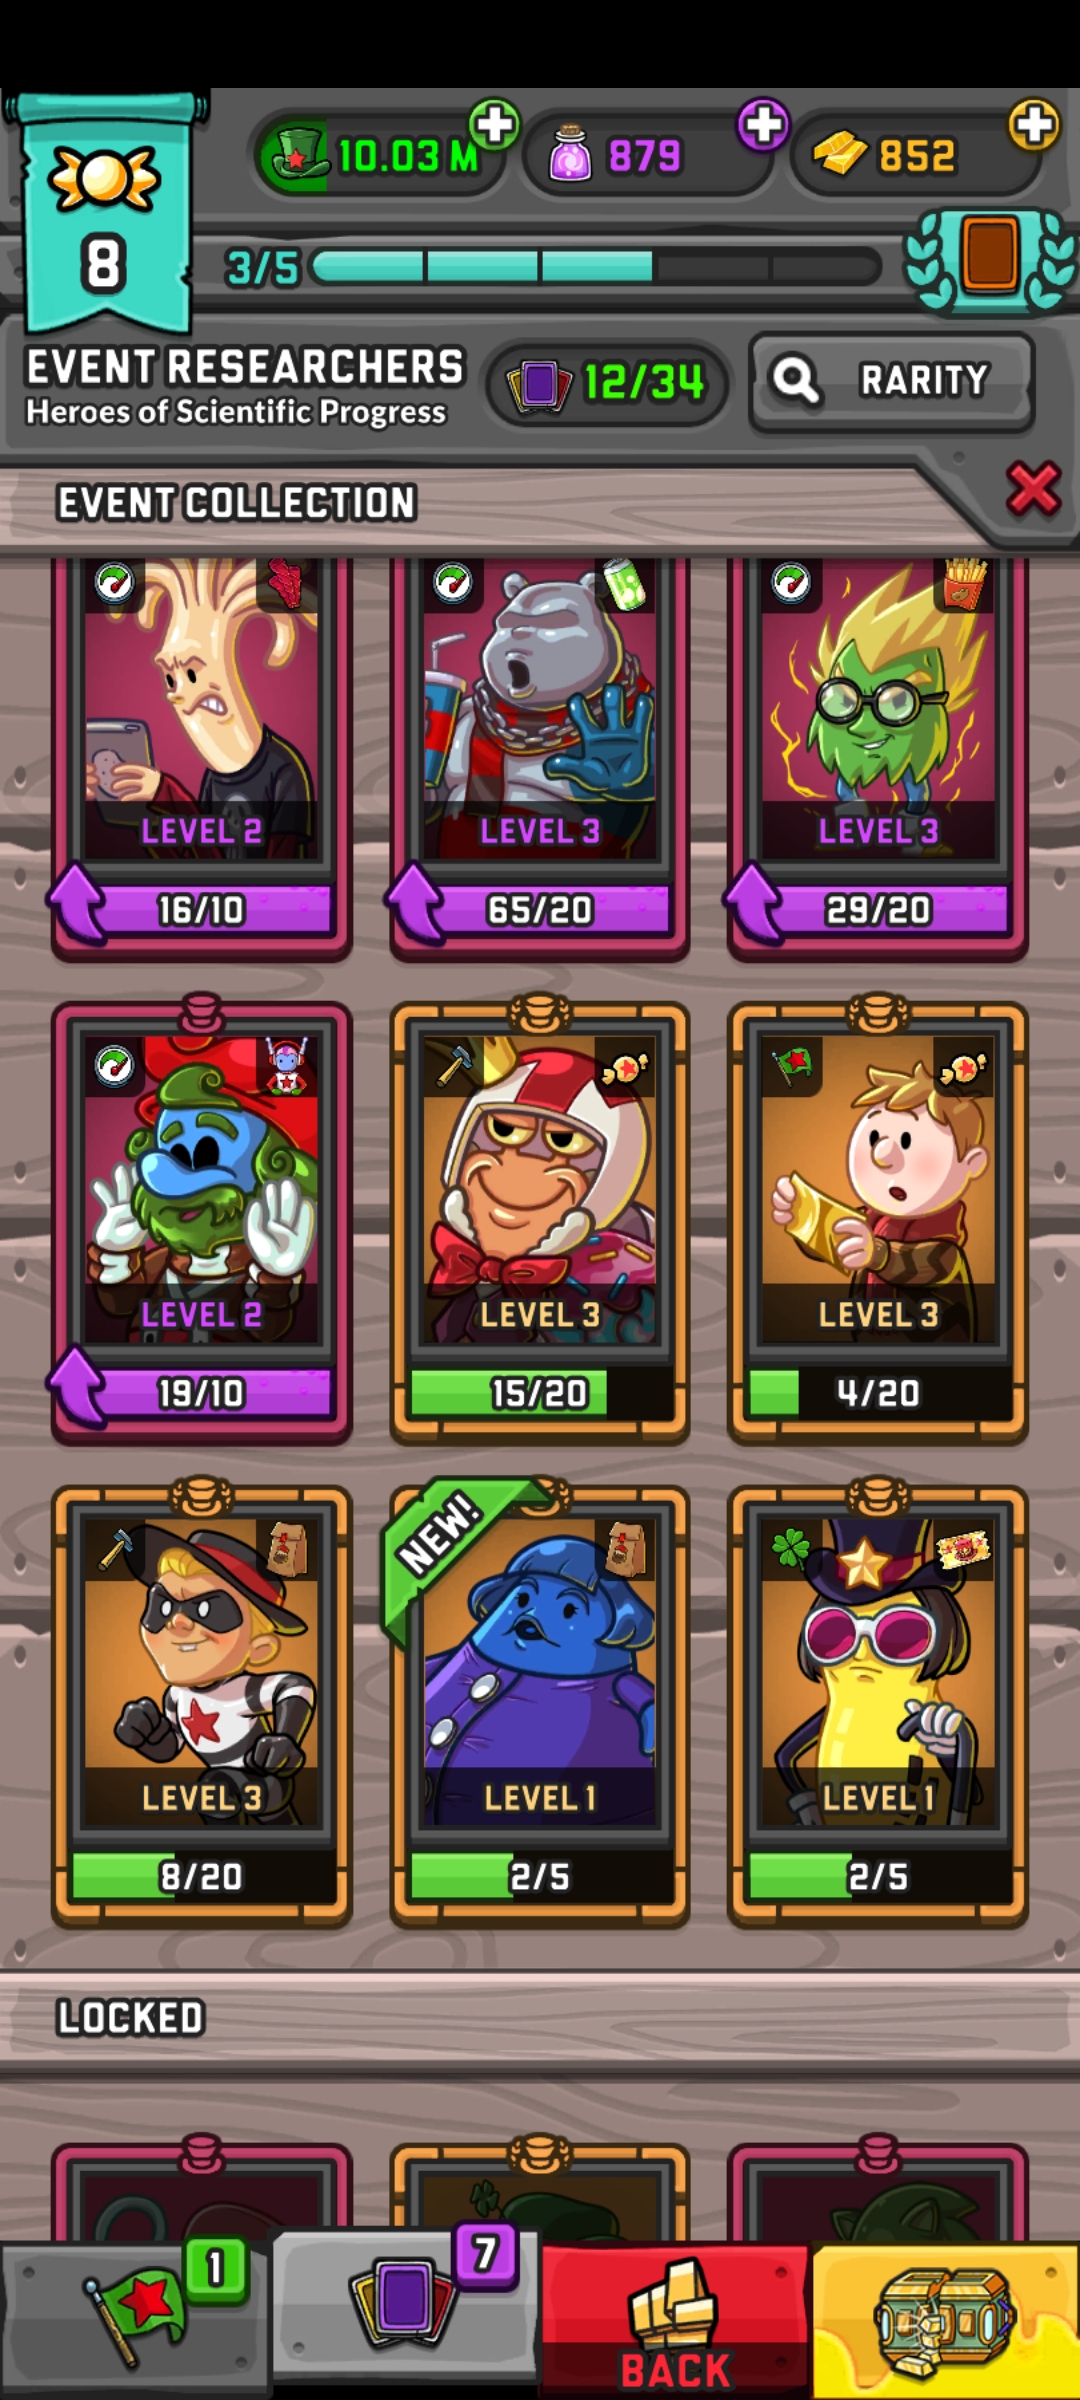 10.03 M
879
852
8
3/5
EVENT RESEARCHERS
Heroes of Scientific Progress
12/34
RARITY
EVENT COLLECTION
LEVEL 2
LEVEL 3
LEVEL 3
16/10
65/20
29/20
LEVEL 2
LEVEL 3
LEVEL 3
19/10
15/20
4/20
NEW!
LEVEL 3
LEVEL 1
LEVEL 1
8/20
2/5
2/5
LOCKED
1
7
BACK